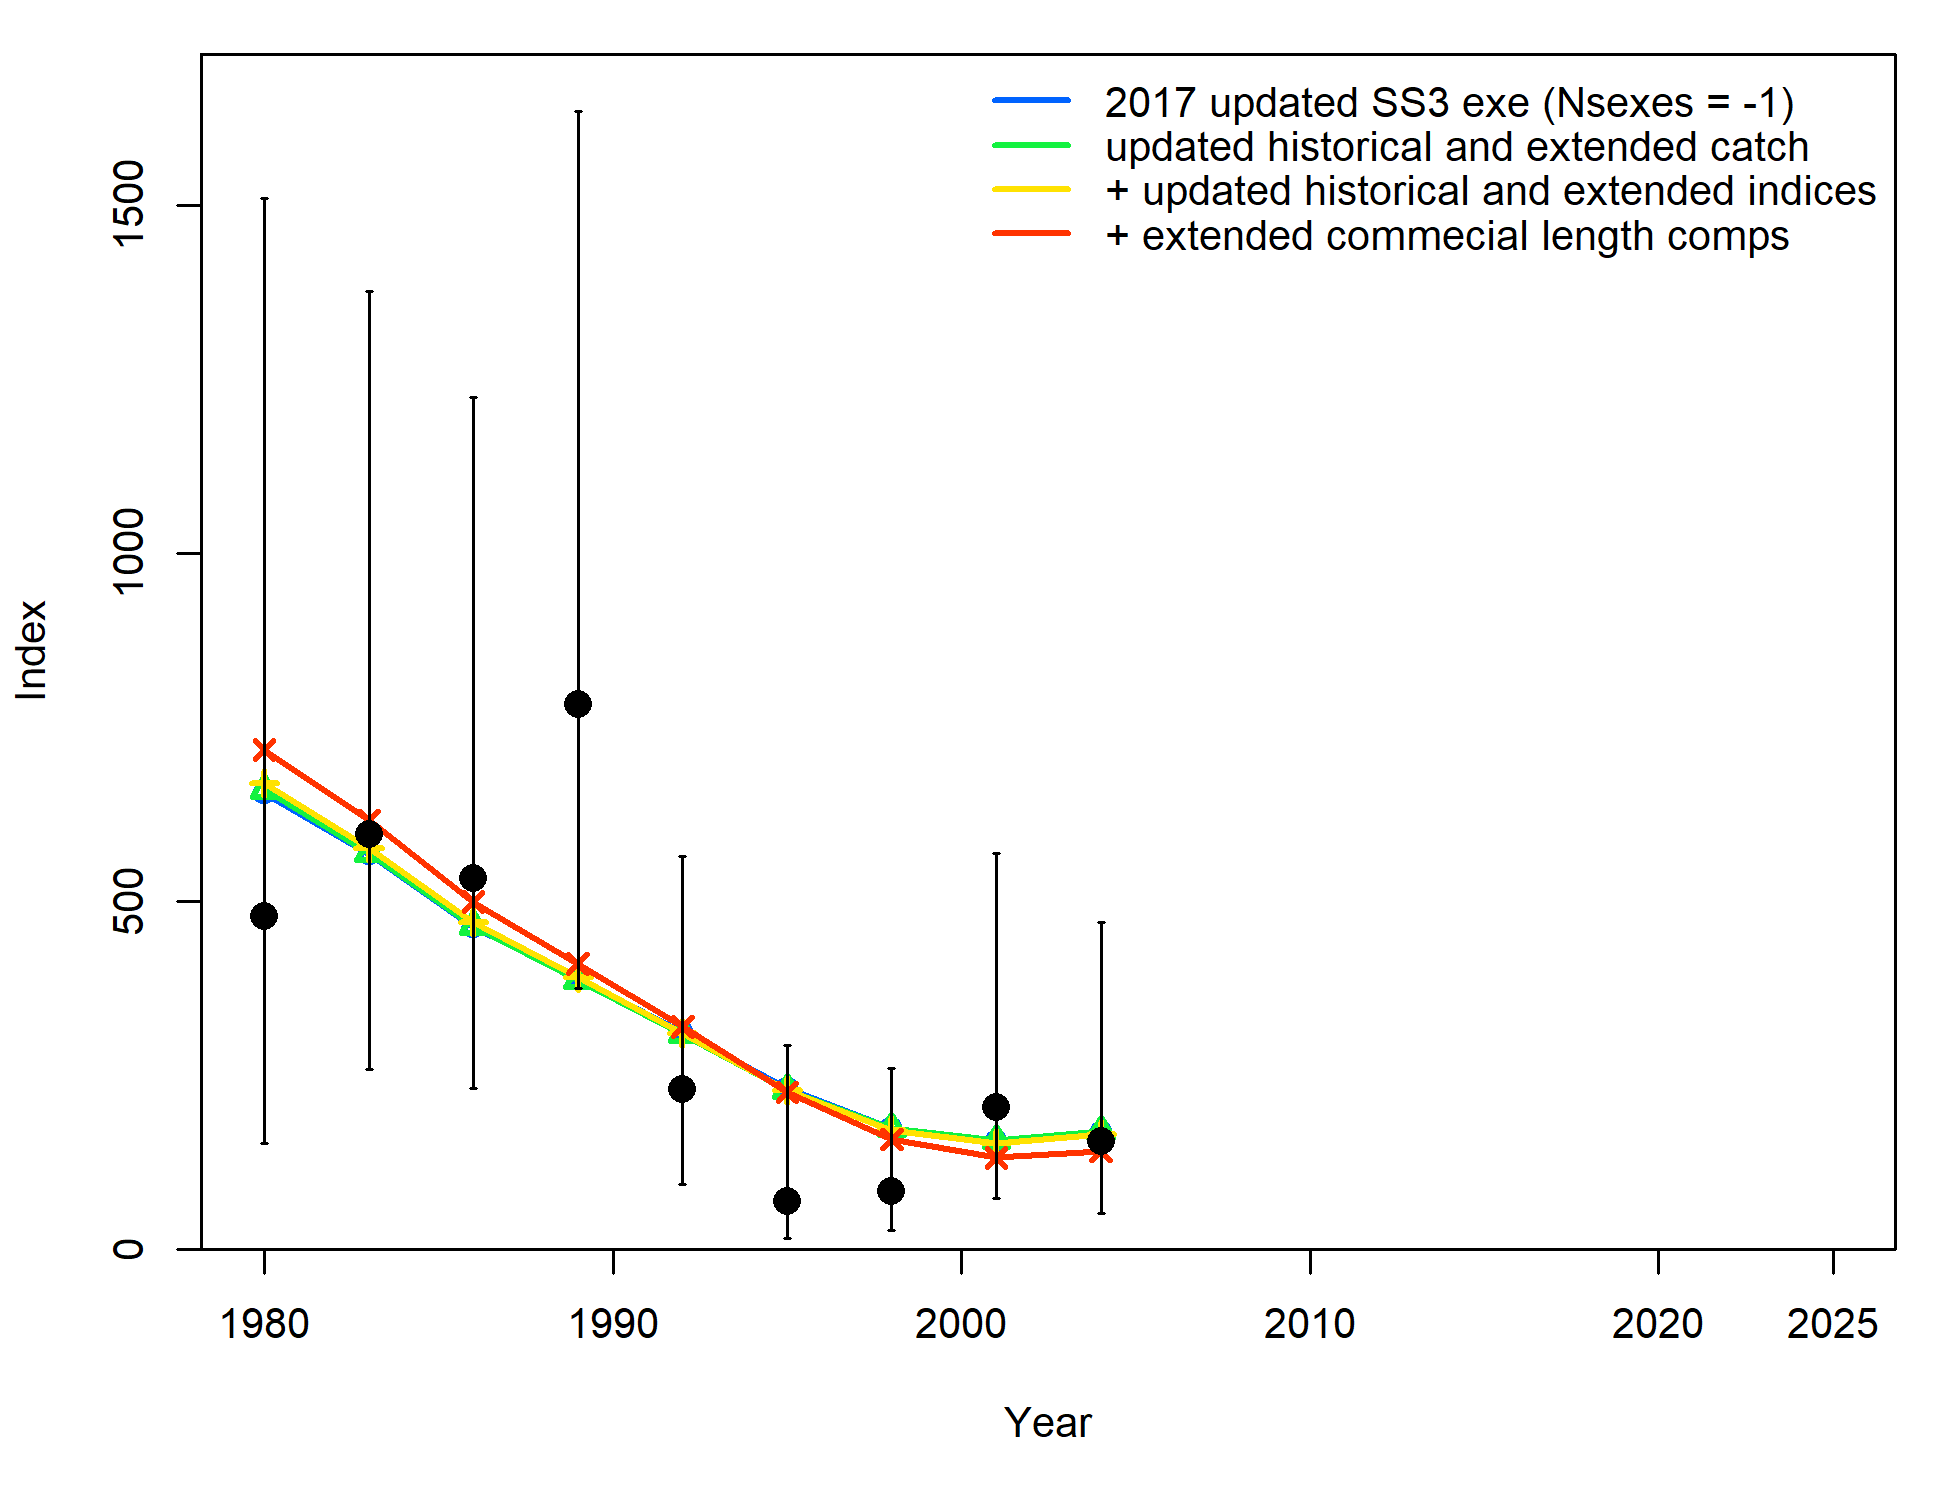 2017 updated SS3 exe (Nsexes = -1)
updated historical and extended catch
+ updated historical and extended indices
+ extended commecial length comps
1500
1000
500
0
Index
1980 1990 2000 2010 2020 2025
Year